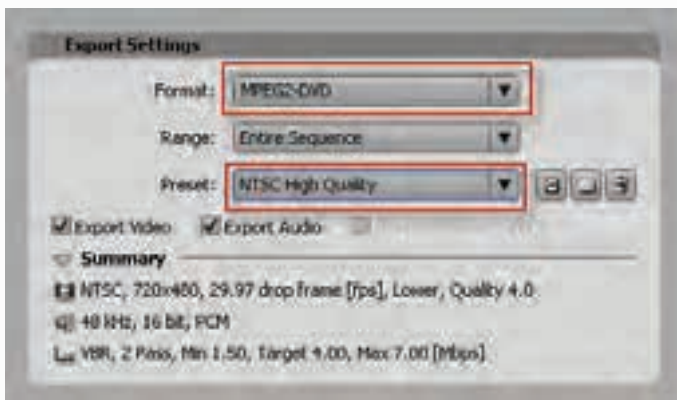 Export Settings
Format: MPEG2-DVD
Range: Entire Sequence
Preset: NTSC High Quality
Export Video Export Audio
Summary
NTSC, 720x480, 29.97 drop frame [fps], Lower, Quality 4.0
48 kHz, 16 bit, PCM
VBR, 2 Pass, Min 1.50, Target 4.00, Max 7.00 [Mbps]